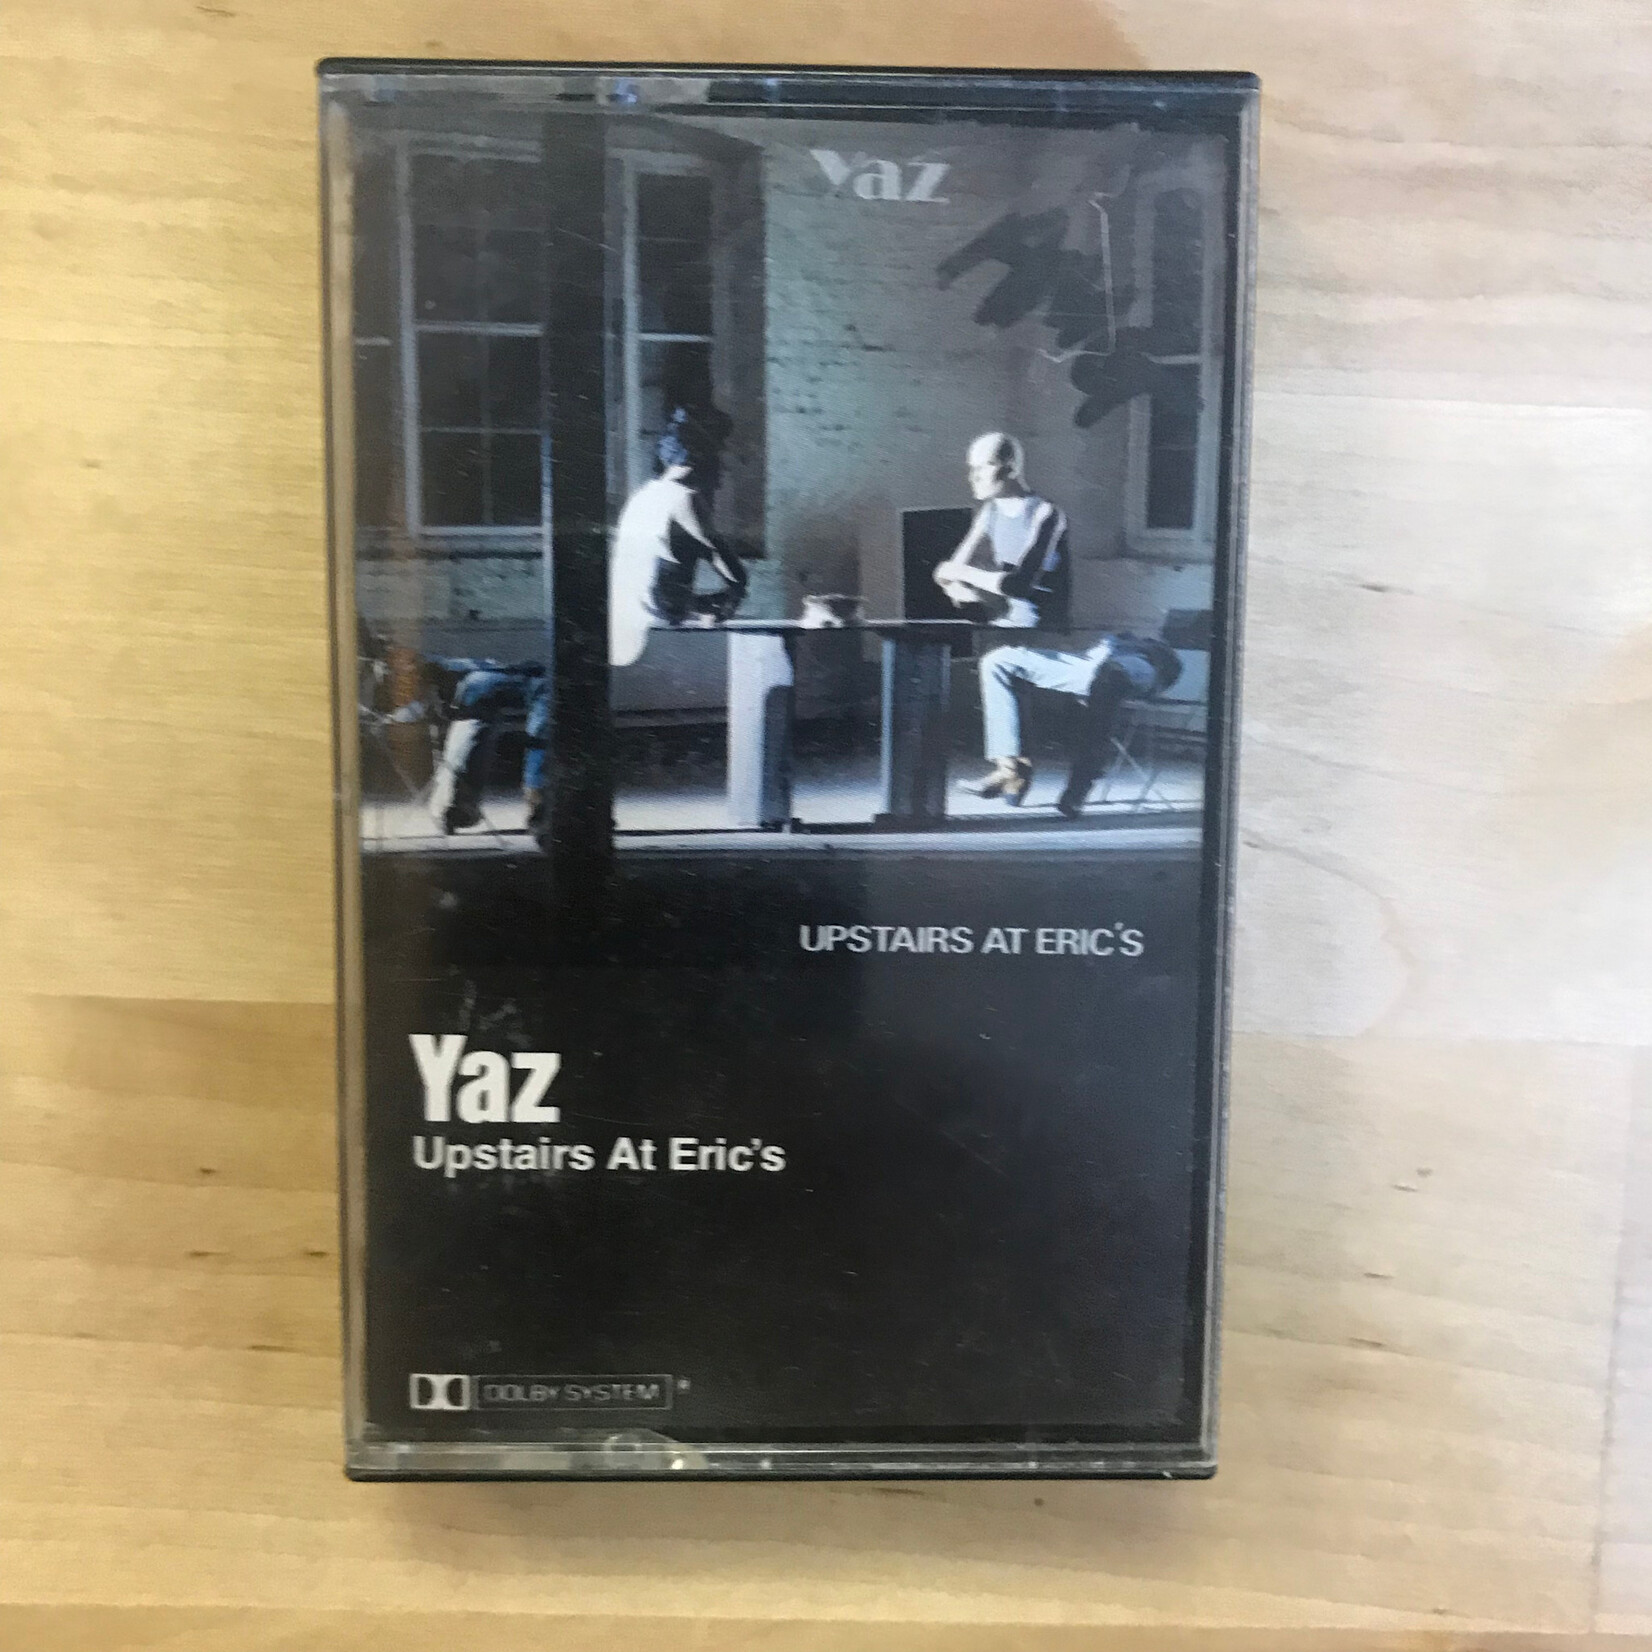 Yaz
UPSTAIRS AT ERIC'S
Yaz
Upstairs At Eric's
DOLBY SYSTEM